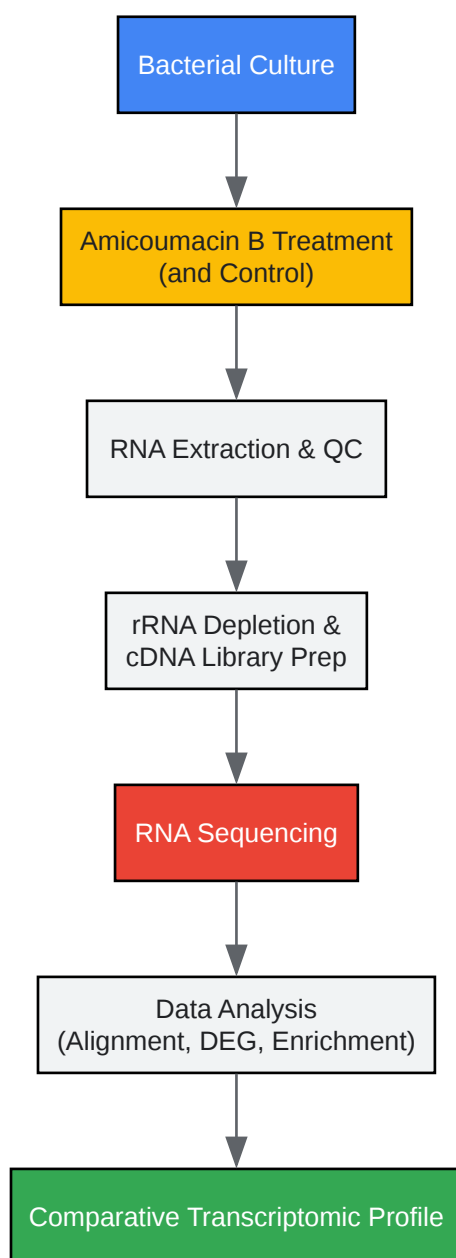 Bacterial Culture
Amicoumacin B Treatment
(and Control)
RNA Extraction & QC
rRNA Depletion &
cDNA Library Prep
RNA Sequencing
Data Analysis
(Alignment, DEG, Enrichment)
Comparative Transcriptomic Profile